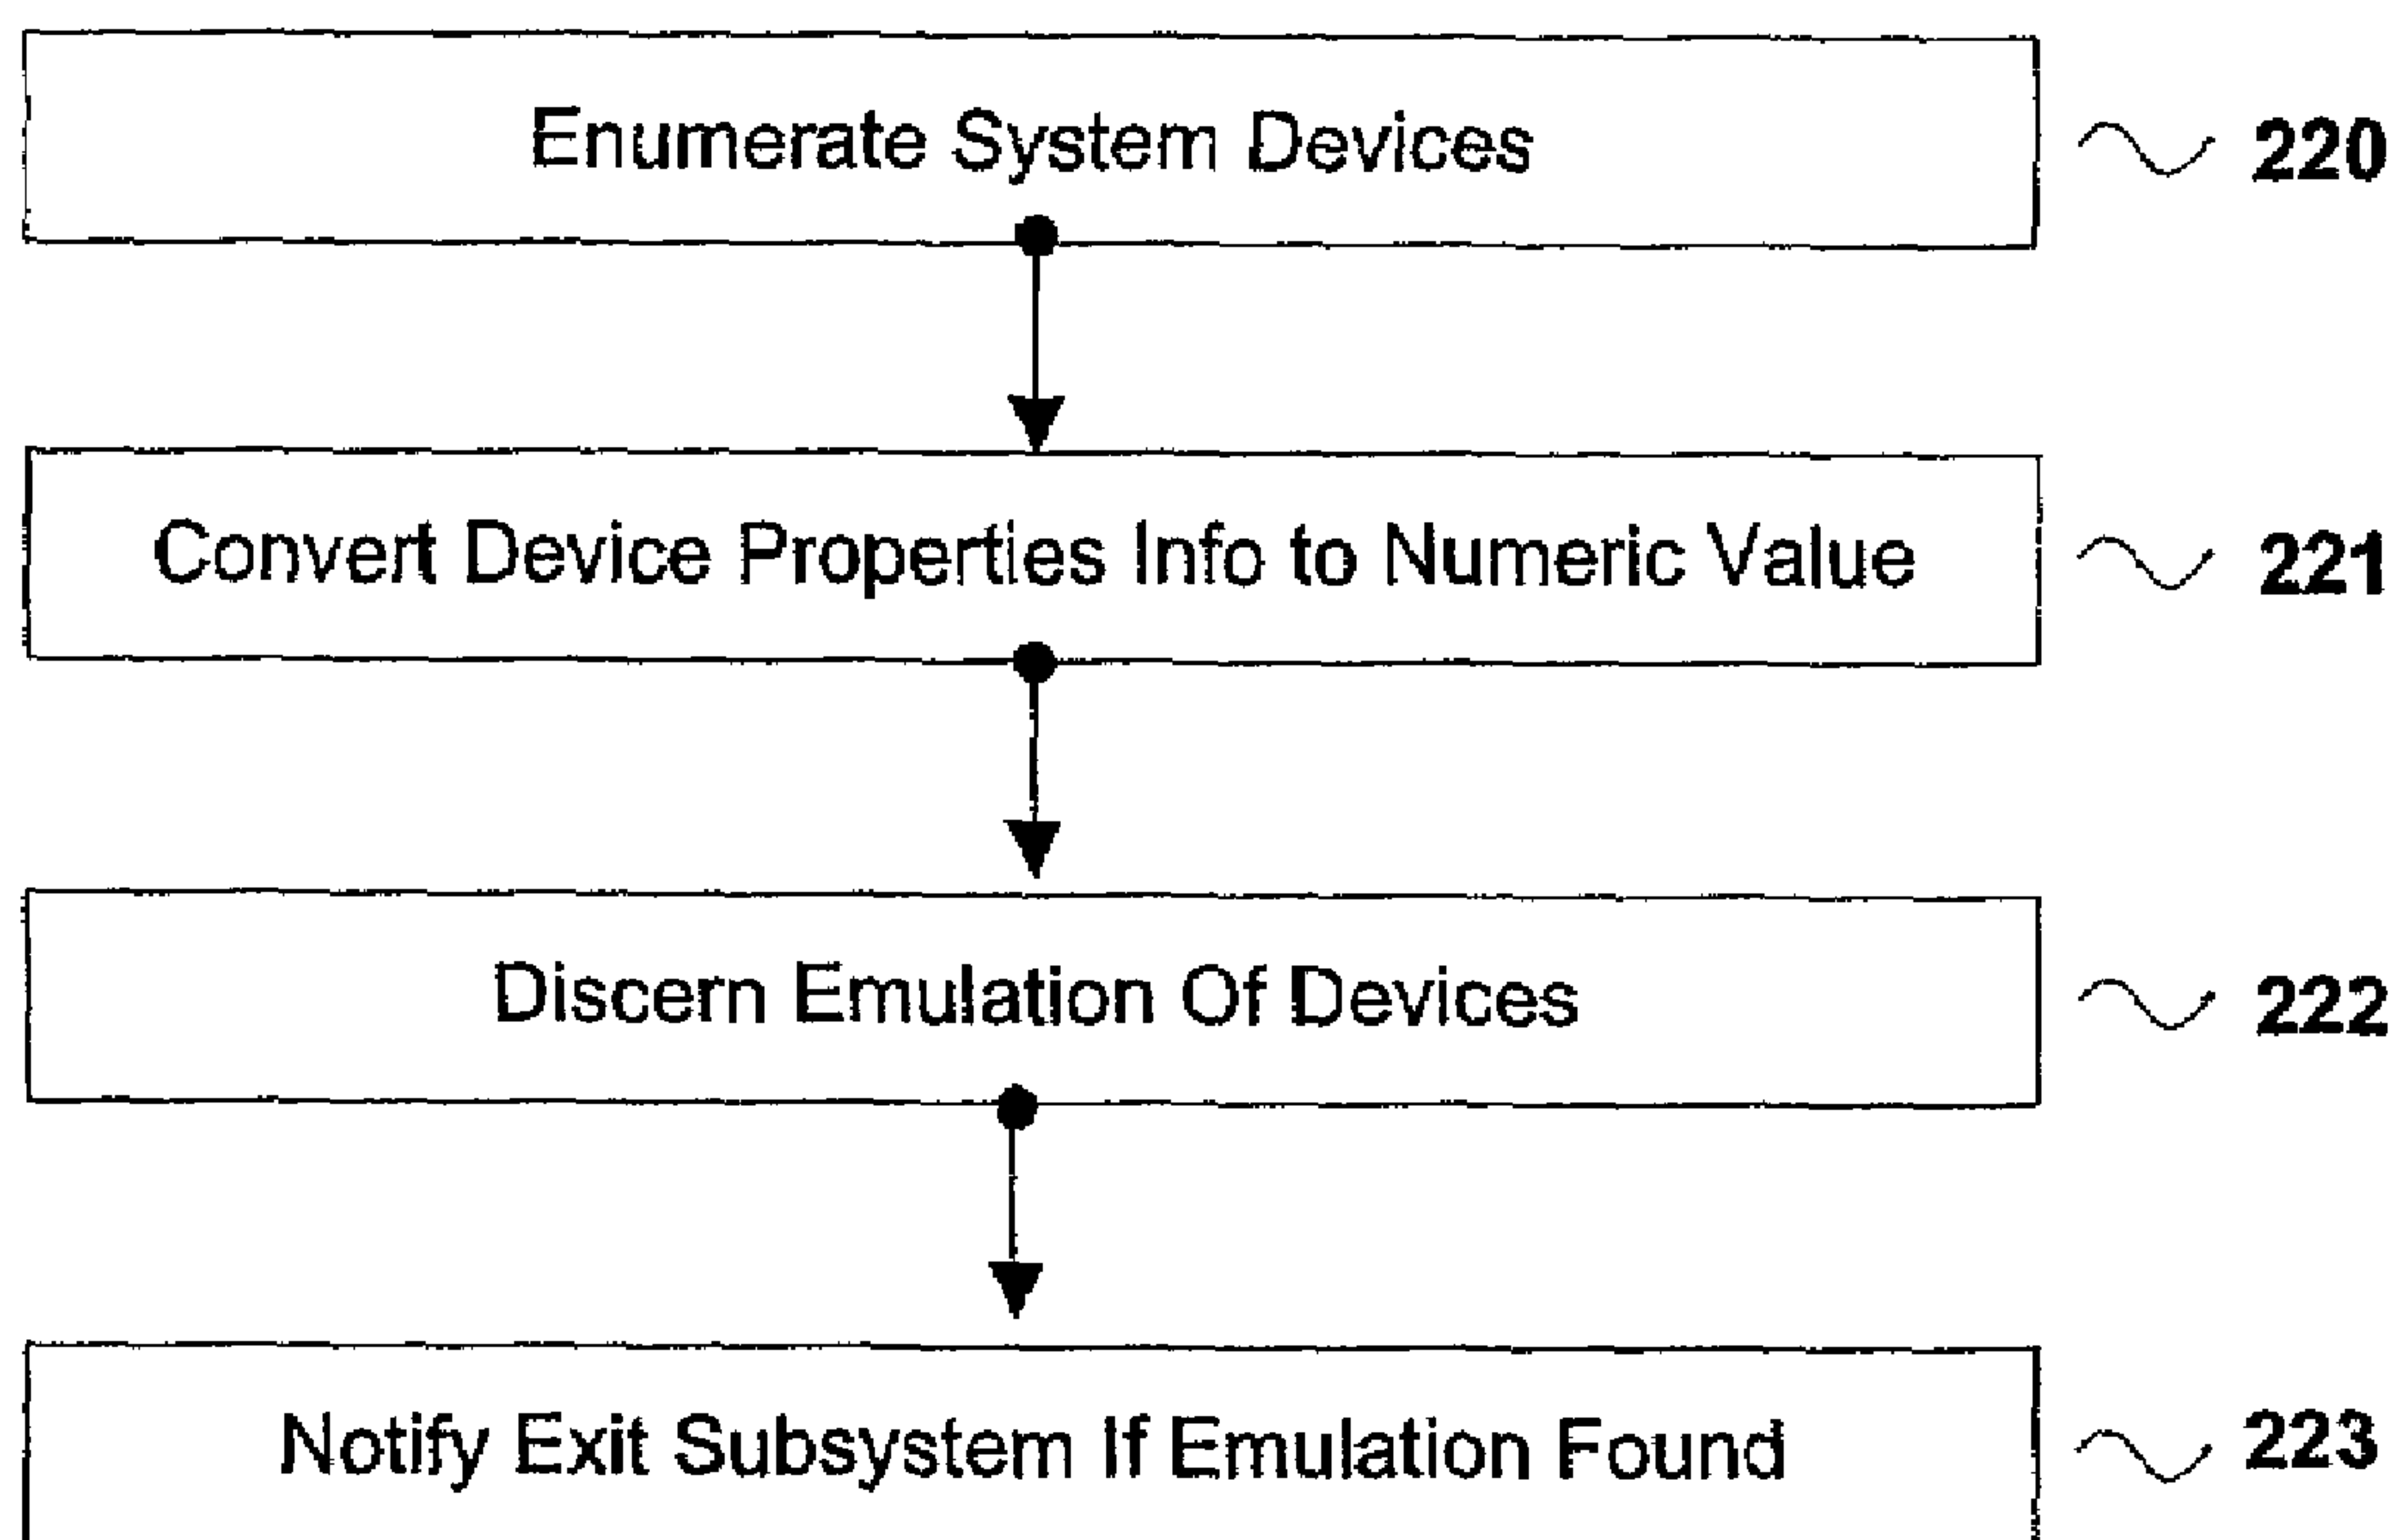 Enumerate System Devices 220
Convert Device Properties Info to Numeric Value 221
Discern Emulation Of Devices 222
Notify Exit Subsystem If Emulation Found 223